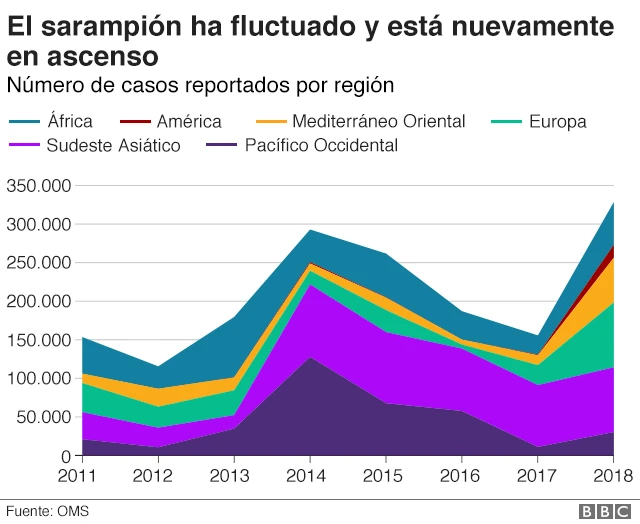 El sarampión ha fluctuado y está nuevamente
en ascenso
Número de casos reportados por región
África América Mediterráneo Oriental Europa
Sudeste Asiático Pacífico Occidental
350.000
300.000
250.000
200.000
150.000
100.000
50.000
0
2011 2012 2013 2014 2015 2016 2017 2018
Fuente: OMS BBC